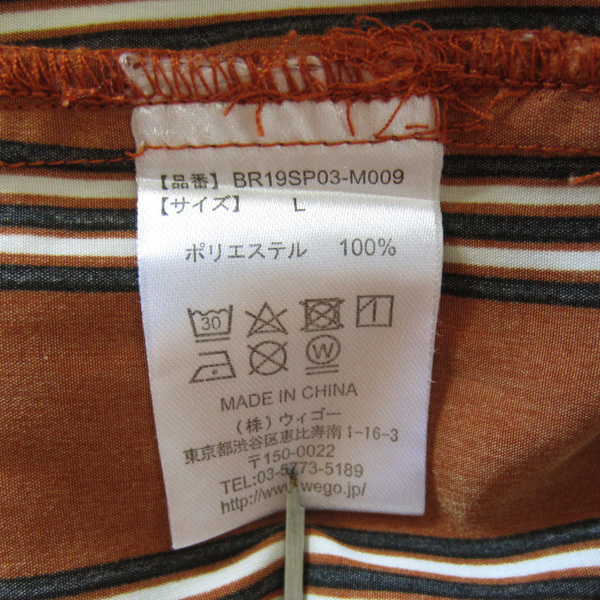 【品番】 BR19SP03-M009
【サイズ】 L
ポリエステル 100%
30
W
MADE IN CHINA
(株)ウィゴー
東京都渋谷区恵比寿南1-16-3
〒150-0022
TEL:03-5773-5189
http://www.wego.jp/